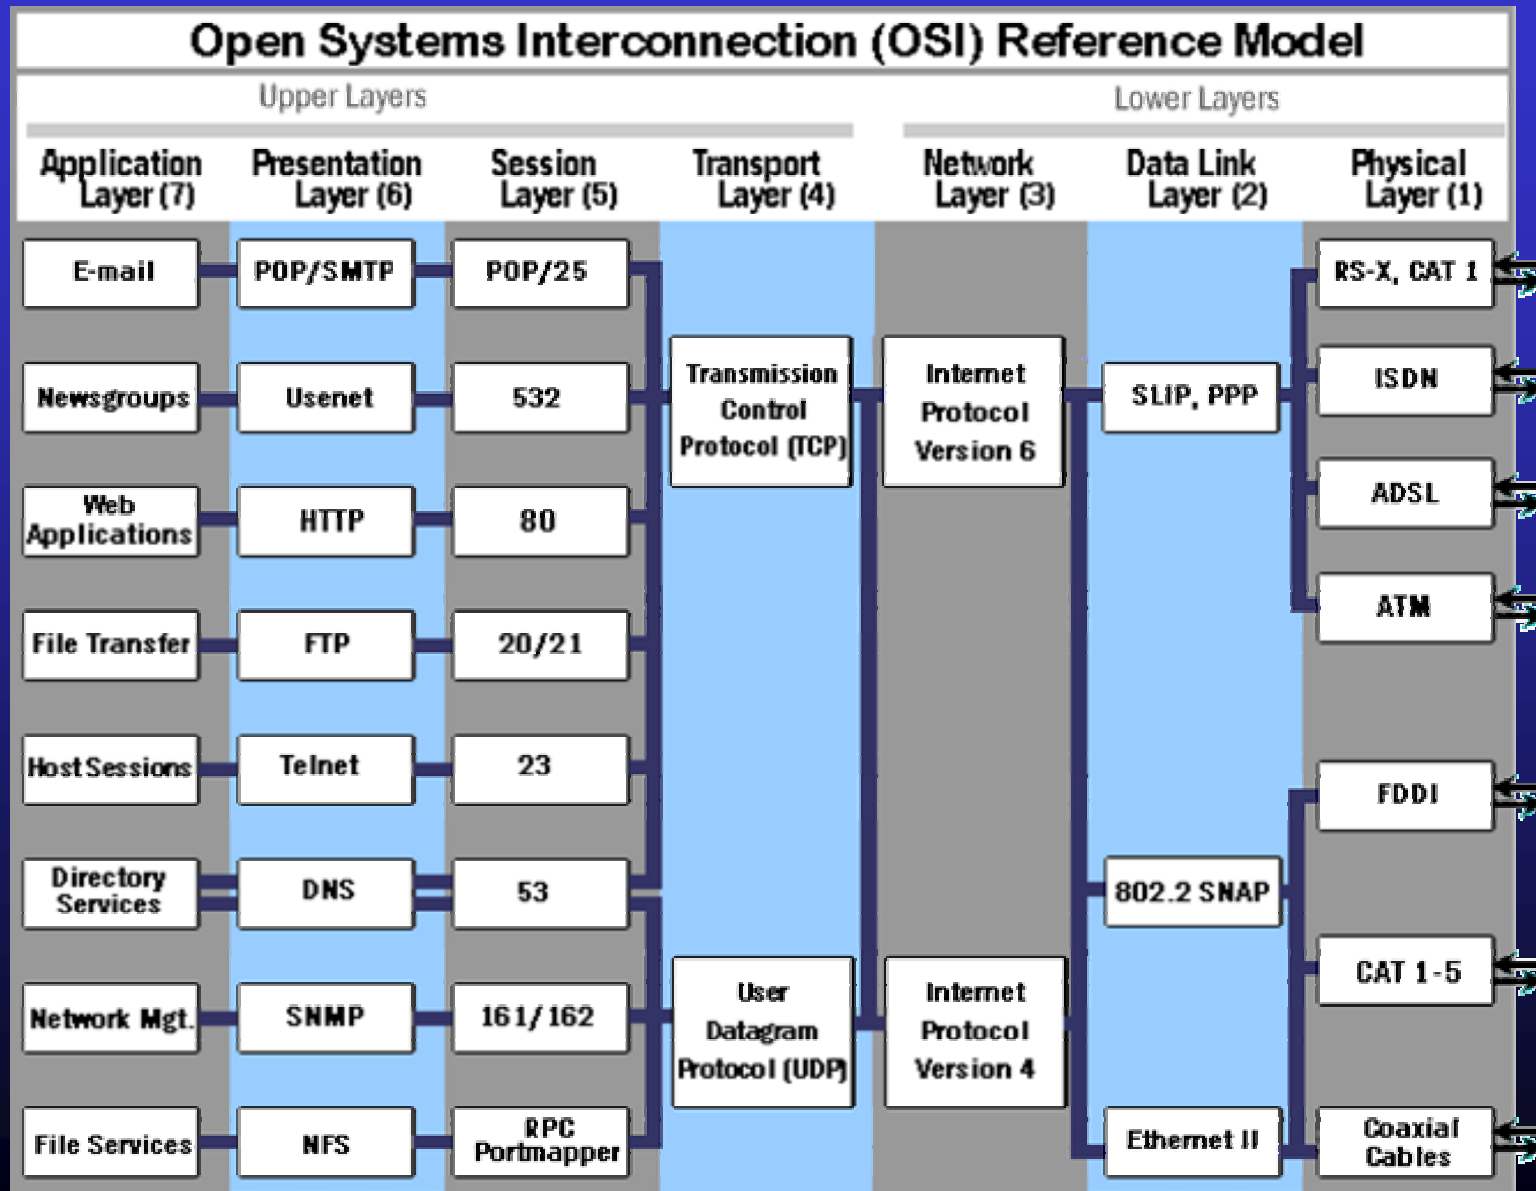 Open Systems Interconnection (OSI) Reference Model
Upper Layers
Lower Layers
Application
Layer (7)
Presentation
Layer (6)
Session
Layer (5)
Transport
Layer (4)
Network
Layer (3)
Data Link
Layer (2)
Physical
Layer (1)
E-mail
POP/SMTP
POP/25
RS-X, CAT 1
Transmission
Control
Protocol (TCP)
Internet
Protocol
Version 6
ISDN
Newsgroups
Usenet
532
SLIP, PPP
ADSL
Web
Applications
HTTP
80
ATM
File Transfer
FTP
20/21
Host Sessions
Telnet
23
FDDI
Directory
Services
DNS
53
802.2 SNAP
User
Datagram
Protocol (UDP)
Internet
Protocol
Version 4
CAT 1-5
Network Mgt.
SNMP
161/162
File Services
NFS
RPC
Portmapper
Ethernet II
Coaxial
Cables